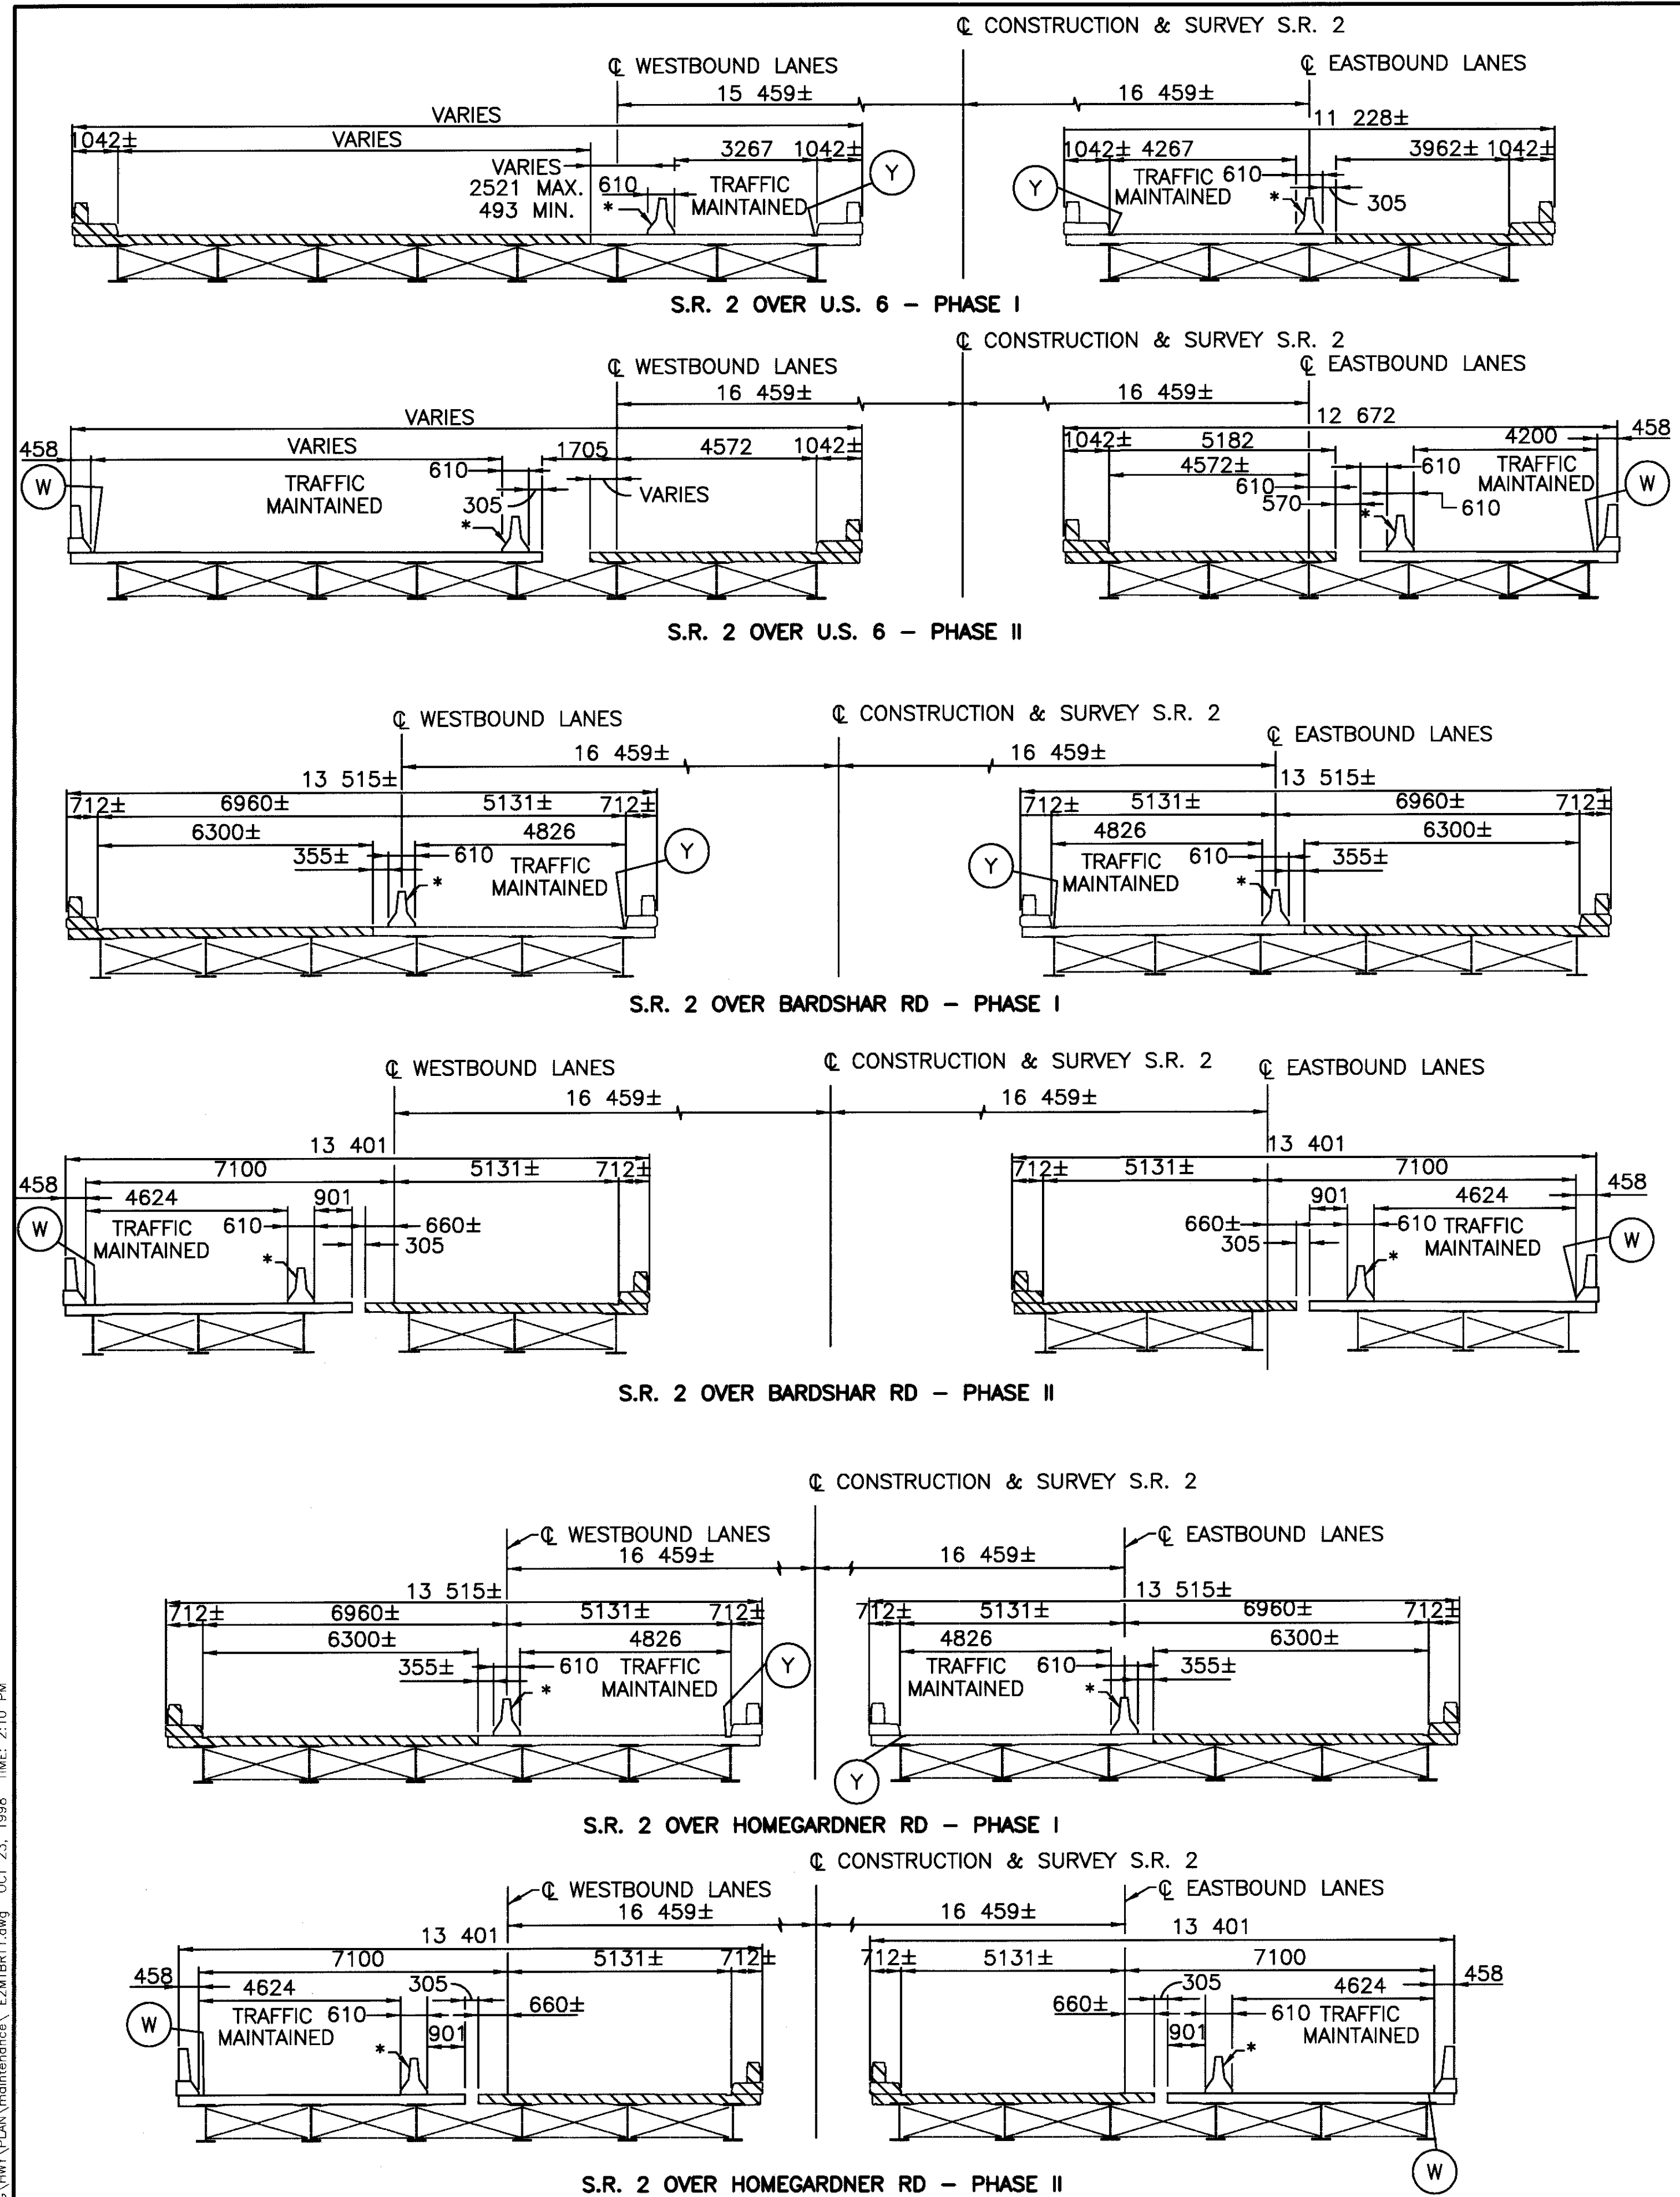 ℄ CONSTRUCTION & SURVEY S.R. 2
℄ WESTBOUND LANES
℄ EASTBOUND LANES
15 459±
16 459±
VARIES
11 228±
1042±
VARIES
3267
1042±
1042±
4267
3962±
1042±
VARIES
2521 MAX.
493 MIN.
610
TRAFFIC
MAINTAINED
Y
*
Y
TRAFFIC
MAINTAINED
610
*
305
S.R. 2 OVER U.S. 6 – PHASE I
℄ CONSTRUCTION & SURVEY S.R. 2
℄ WESTBOUND LANES
℄ EASTBOUND LANES
16 459±
16 459±
VARIES
12 672
458
VARIES
1705
4572
1042±
1042±
5182
4200
458
W
TRAFFIC
MAINTAINED
610
305
*
VARIES
4572±
610
570
*
610
610
TRAFFIC
MAINTAINED
W
S.R. 2 OVER U.S. 6 – PHASE II
℄ WESTBOUND LANES
℄ CONSTRUCTION & SURVEY S.R. 2
℄ EASTBOUND LANES
16 459±
16 459±
13 515±
13 515±
712±
6960±
5131±
712±
712±
5131±
6960±
712±
6300±
4826
4826
6300±
355±
610
TRAFFIC
MAINTAINED
*
Y
Y
TRAFFIC
MAINTAINED
610
355±
*
S.R. 2 OVER BARDSHAR RD – PHASE I
℄ WESTBOUND LANES
℄ CONSTRUCTION & SURVEY S.R. 2
℄ EASTBOUND LANES
16 459±
16 459±
13 401
13 401
7100
5131±
712±
712±
5131±
7100
458
4624
901
901
4624
458
W
TRAFFIC
MAINTAINED
610
660±
305
*
660±
305
610
TRAFFIC
MAINTAINED
*
W
S.R. 2 OVER BARDSHAR RD – PHASE II
℄ CONSTRUCTION & SURVEY S.R. 2
℄ WESTBOUND LANES
℄ EASTBOUND LANES
16 459±
16 459±
13 515±
13 515±
712±
6960±
5131±
712±
712±
5131±
6960±
712±
6300±
4826
4826
6300±
355±
610
TRAFFIC
MAINTAINED
*
Y
TRAFFIC
MAINTAINED
610
355±
*
Y
S.R. 2 OVER HOMEGARDNER RD – PHASE I
℄ CONSTRUCTION & SURVEY S.R. 2
℄ WESTBOUND LANES
℄ EASTBOUND LANES
16 459±
16 459±
13 401
13 401
7100
5131±
712±
712±
5131±
7100
458
4624
305
660±
W
TRAFFIC
MAINTAINED
610
901
*
305
4624
458
660±
901
610
TRAFFIC
MAINTAINED
*
W
S.R. 2 OVER HOMEGARDNER RD – PHASE II
\HWY\PLAN\maintenance\ E2MTBR11.dwg OCT 23, 1998 TIME: 2:10 PM